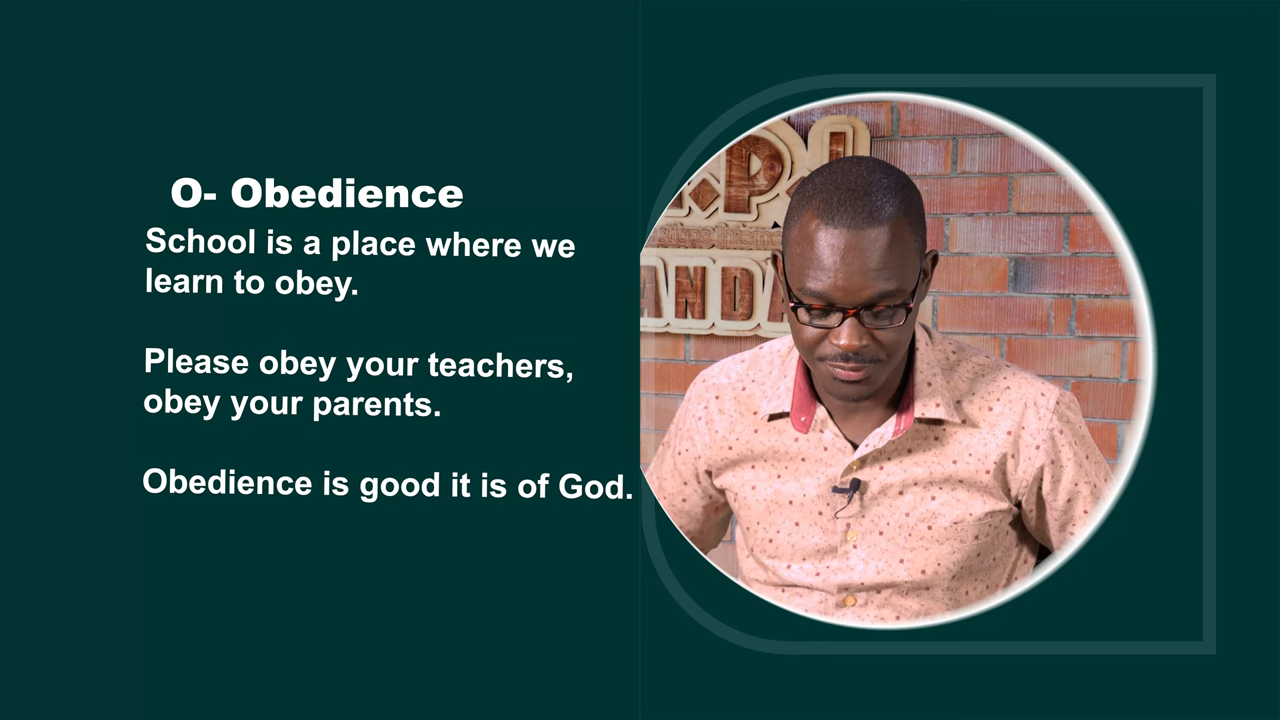 O- Obedience
School is a place where we
learn to obey.
Please obey your teachers,
obey your parents.
Obedience is good it is of God.
.P.I
ANDA